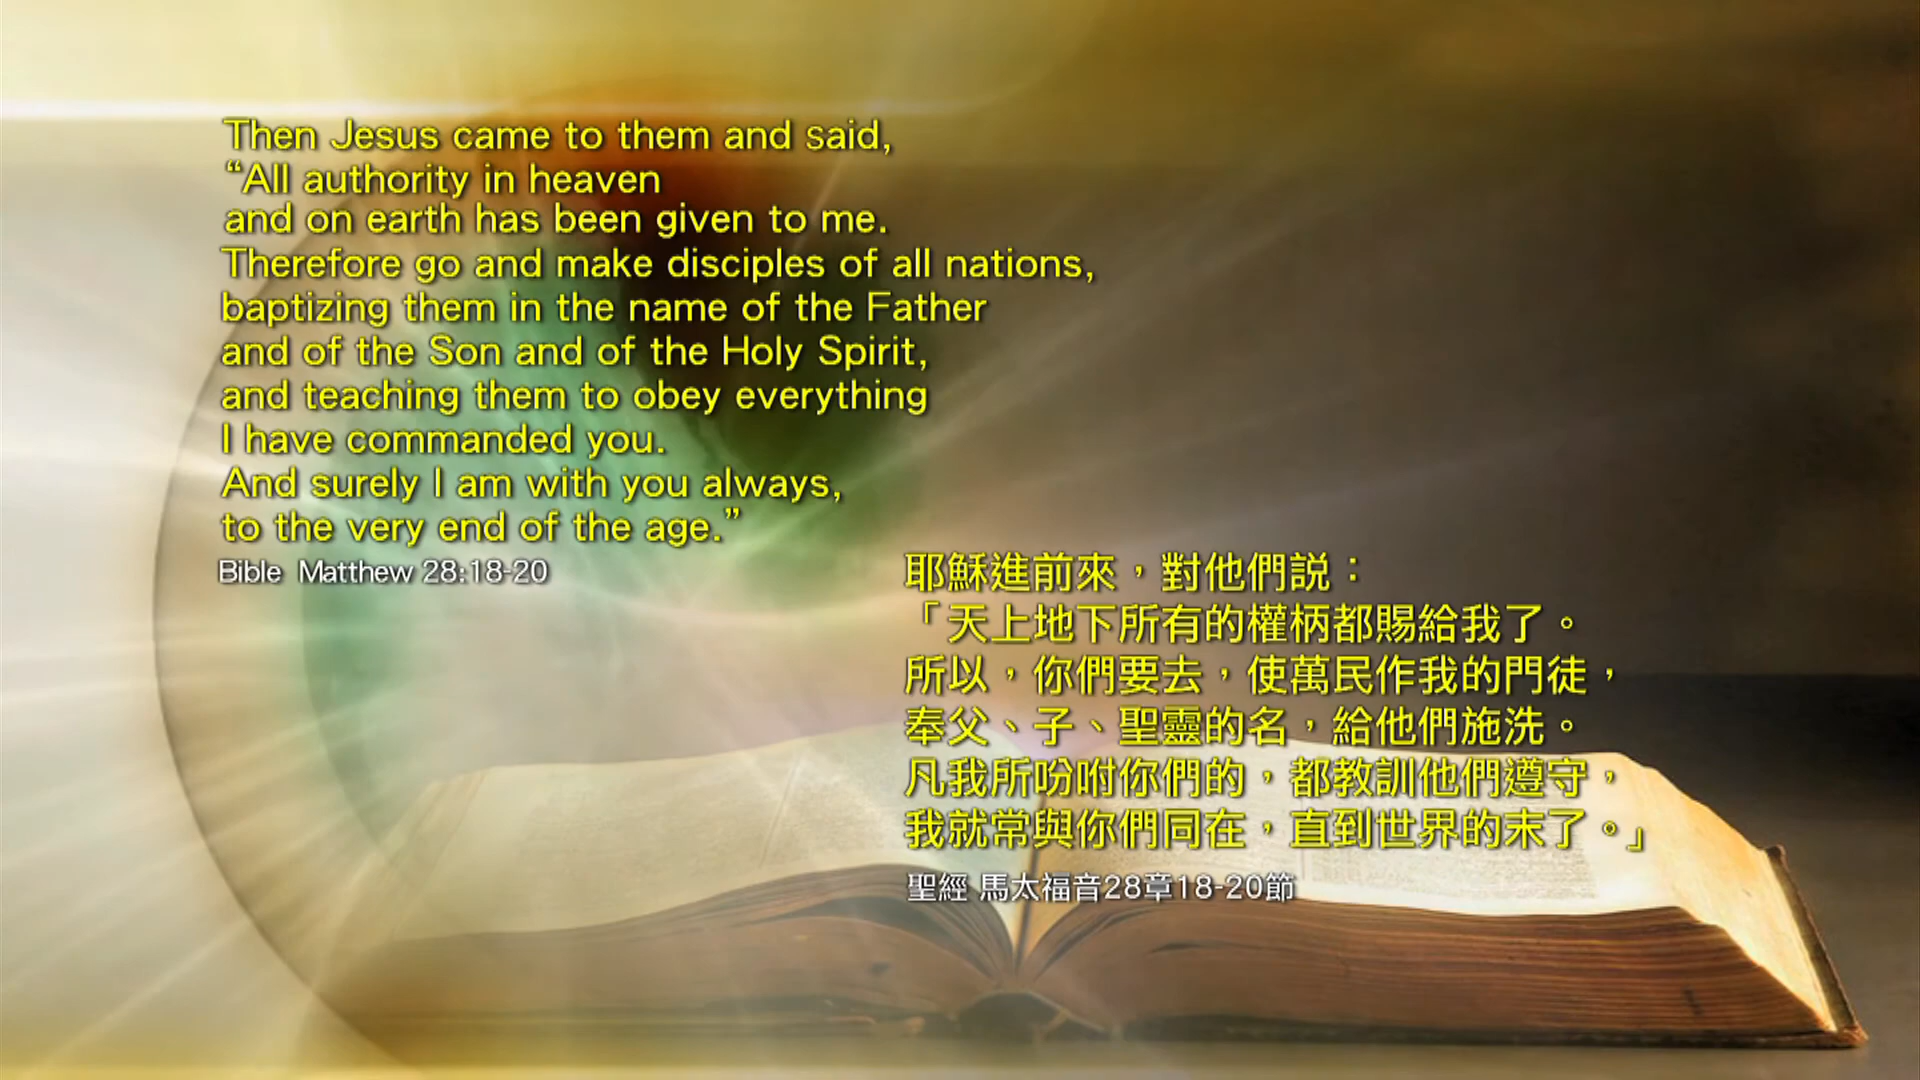 Then Jesus came to them and said,
“All authority in heaven
and on earth has been given to me.
Therefore go and make disciples of all nations,
baptizing them in the name of the Father
and of the Son and of the Holy Spirit,
and teaching them to obey everything
I have commanded you.
And surely I am with you always,
to the very end of the age.”
Bible Matthew 28:18-20
耶穌進前來，對他們説：
「天上地下所有的權柄都賜給我了。
所以，你們要去，使萬民作我的門徒，
奉父、子、聖靈的名，給他們施洗。
凡我所吩咐你們的，都教訓他們遵守，
我就常與你們同在，直到世界的末了。」
聖經 馬太福音28章18-20節